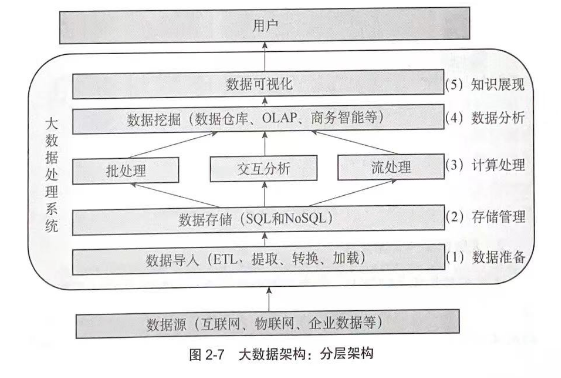 用户
数据可视化
(5) 知识展现
数据挖掘（数据仓库、OLAP、商务智能等）
(4) 数据分析
大数据处理系统
批处理
交互分析
流处理
(3) 计算处理
数据存储（SQL和NoSQL）
(2) 存储管理
数据导入（ETL、提取、转换、加载）
(1) 数据准备
数据源（互联网、物联网、企业数据等）
图 2-7 大数据架构：分层架构